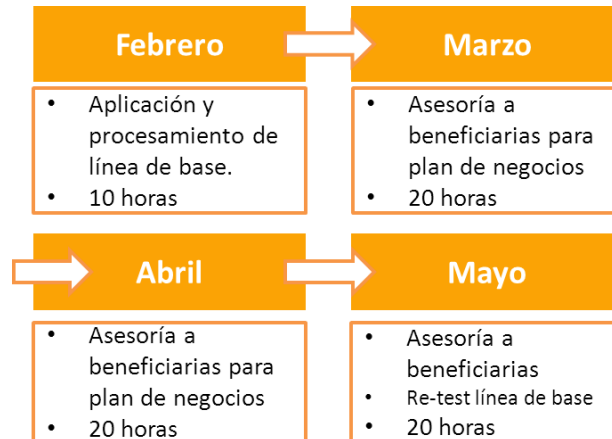 Febrero
• Aplicación y
procesamiento de
línea de base.
• 10 horas
Marzo
• Asesoría a
beneficiarias para
plan de negocios
• 20 horas
Abril
• Asesoría a
beneficiarias para
plan de negocios
• 20 horas
Mayo
• Asesoría a
beneficiarias
• Re-test línea de base
• 20 horas